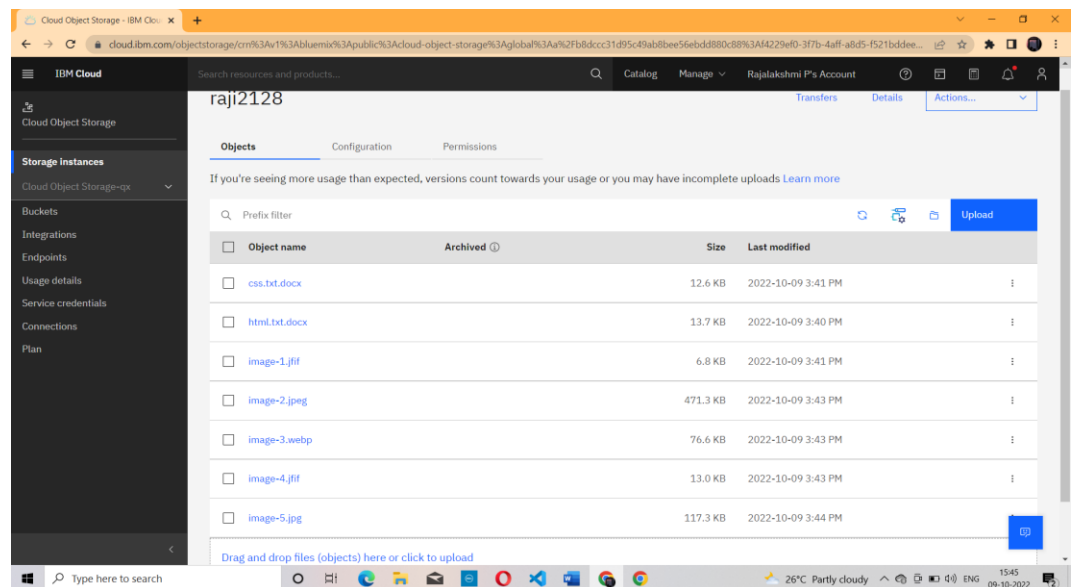 Cloud Object Storage - IBM Clou
cloud.ibm.com/objectstorage/crn%3Av1%3Abluemix%3Apublic%3Acloud-object-storage%3Aglobal%3Aa%2Fb8dccc31d95c49ab8bee56ebdd880c88%3Af4229ef0-3f7b-4aff-a8d5-f521bddee...
IBM Cloud
Search resources and products...
Catalog
Manage
Rajalakshmi P's Account
Cloud Object Storage
Storage instances
Cloud Object Storage-qx
Buckets
Integrations
Endpoints
Usage details
Service credentials
Connections
Plan
raji2128
Transfers
Details
Actions...
Objects Configuration Permissions
If you're seeing more usage than expected, versions count towards your usage or you may have incomplete uploads Learn more
Prefix filter
Upload
Object name Archived Size Last modified
css.txt.docx 12.6 KB 2022-10-09 3:41 PM
html.txt.docx 13.7 KB 2022-10-09 3:40 PM
image-1.jfif 6.8 KB 2022-10-09 3:41 PM
image-2.jpeg 471.3 KB 2022-10-09 3:43 PM
image-3.webp 76.6 KB 2022-10-09 3:43 PM
image-4.jfif 13.0 KB 2022-10-09 3:43 PM
image-5.jpg 117.3 KB 2022-10-09 3:44 PM
Drag and drop files (objects) here or click to upload
Type here to search
26°C Partly cloudy
ENG
15:45
09-10-2022